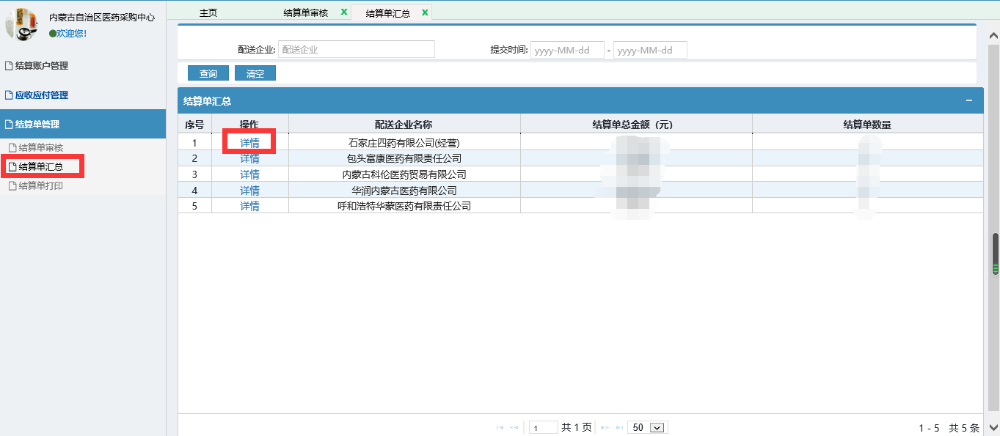 内蒙古自治区医药采购中心
欢迎您!
结算账户管理
应收应付管理
结算单管理
结算单审核
结算单汇总
结算单打印
主页 结算单审核 X 结算单汇总 X
配送企业: 配送企业 提交时间: yyyy-MM-dd - yyyy-MM-dd
查询 清空
结算单汇总
序号 操作 配送企业名称 结算单总金额（元） 结算单数量
1 详情 石家庄四药有限公司(经营)
2 详情 包头富康医药有限责任公司
3 详情 内蒙古科伦医药贸易有限公司
4 详情 华润内蒙古医药有限公司
5 详情 呼和浩特华蒙医药有限责任公司
1 共 1 页 50 1 - 5 共 5 条